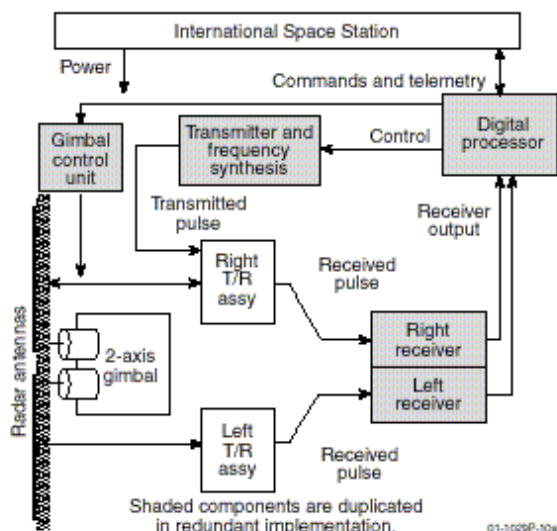 International Space Station
Power
Commands and telemetry
Gimbal
control
unit
Transmitter and
frequency
synthesis
Control
Digital
processor
Transmitted
pulse
Receiver
output
Right
T/R
assy
Received
pulse
Radar antennas
2-axis
gimbal
Right
receiver
Left
receiver
Left
T/R
assy
Received
pulse
Shaded components are duplicated
in redundant implementation.